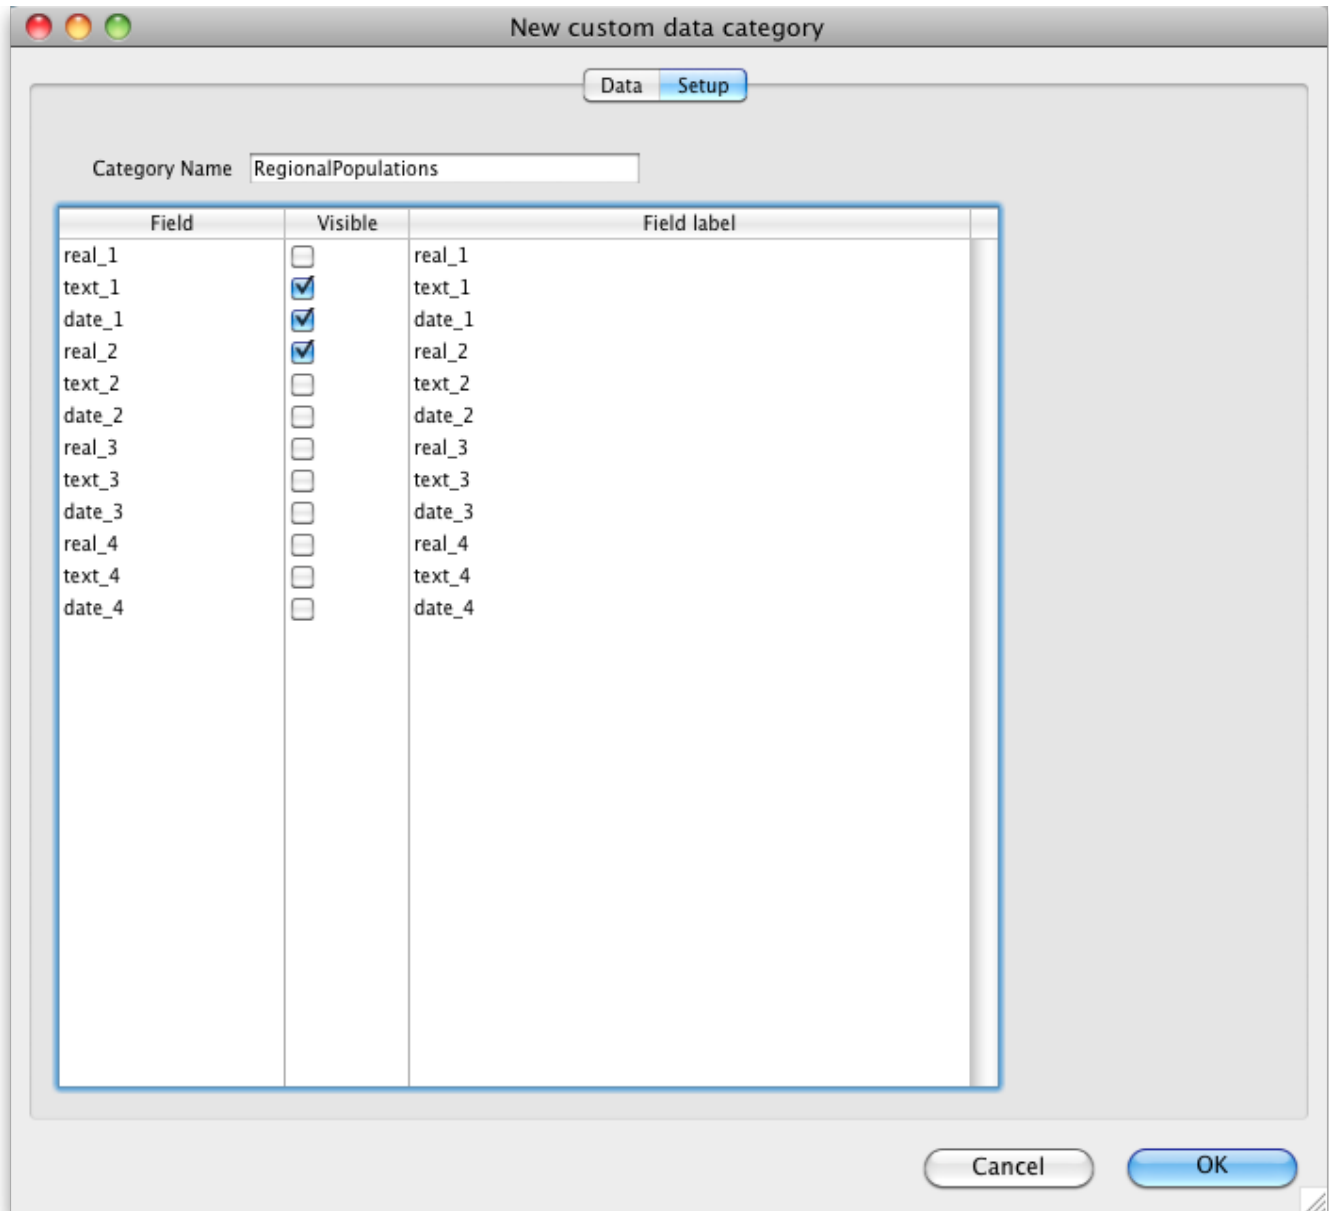 New custom data category
Data Setup
Category Name RegionalPopulations
Field Visible Field label
real_1 real_1
text_1 text_1
date_1 date_1
real_2 real_2
text_2 text_2
date_2 date_2
real_3 real_3
text_3 text_3
date_3 date_3
real_4 real_4
text_4 text_4
date_4 date_4
Cancel OK